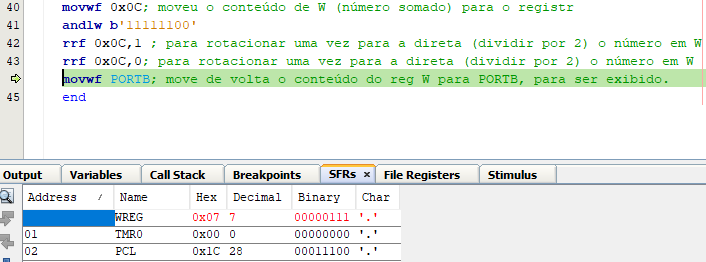 40 movwf 0x0C; moveu o conteúdo de W (número somado) para o registr
41 andlw b'11111100'
42 rrf 0x0C,1 ; para rotacionar uma vez para a direta (dividir por 2) o número em W
43 rrf 0x0C,0; para rotacionar uma vez para a direta (dividir por 2) o número em W
movwf PORTB; move de volta o conteúdo do reg W para PORTB, para ser exibido.
45 end
Output Variables Call Stack Breakpoints SFRs × File Registers Stimulus
Address / Name Hex Decimal Binary Char
WREG 0x07 7 00000111 '.'
01 TMR0 0x00 0 00000000 '.'
02 PCL 0x1C 28 00011100 '.'